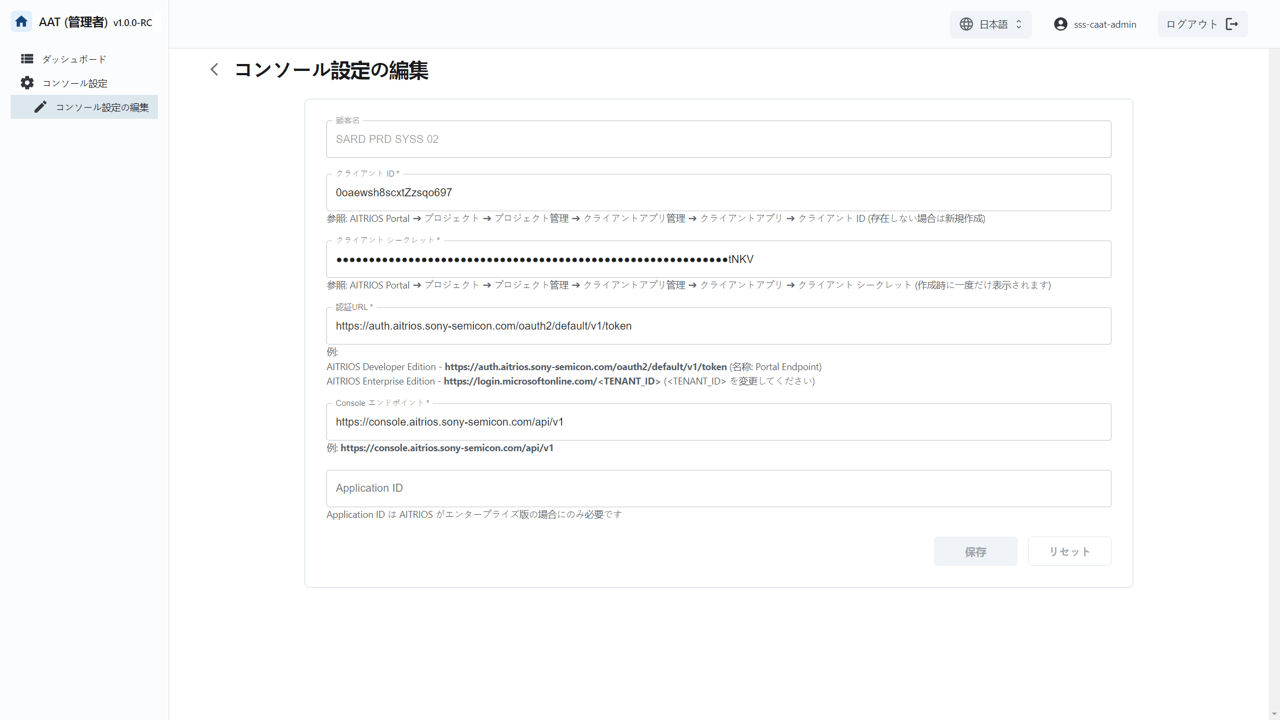 AAT (管理者) v1.0.0-RC
日本語
sss-caat-admin
ログアウト
ダッシュボード
コンソール設定
コンソール設定の編集
コンソール設定の編集
顧客名
SARD PRD SYSS 02
クライアント ID *
0oaewsh8scxtZzsqo697
参照: AITRIOS Portal ➔ プロジェクト ➔ プロジェクト管理 ➔ クライアントアプリ管理 ➔ クライアントアプリ ➔ クライアント ID (存在しない場合は新規作成)
クライアント シークレット *
●●●●●●●●●●●●●●●●●●●●●●●●●●●●●●●●●●●●●●●●●●●●●●●●●●●●●●●●●●●●tNKV
参照: AITRIOS Portal ➔ プロジェクト ➔ プロジェクト管理 ➔ クライアントアプリ管理 ➔ クライアントアプリ ➔ クライアント シークレット (作成時に一度だけ表示されます)
認証URL *
https://auth.aitrios.sony-semicon.com/oauth2/default/v1/token
例:
AITRIOS Developer Edition - https://auth.aitrios.sony-semicon.com/oauth2/default/v1/token (名称: Portal Endpoint)
AITRIOS Enterprise Edition - https://login.microsoftonline.com/<TENANT_ID> (<TENANT_ID> を変更してください)
Console エンドポイント *
https://console.aitrios.sony-semicon.com/api/v1
例: https://console.aitrios.sony-semicon.com/api/v1
Application ID
Application ID は AITRIOS がエンタープライズ版の場合にのみ必要です
保存
リセット